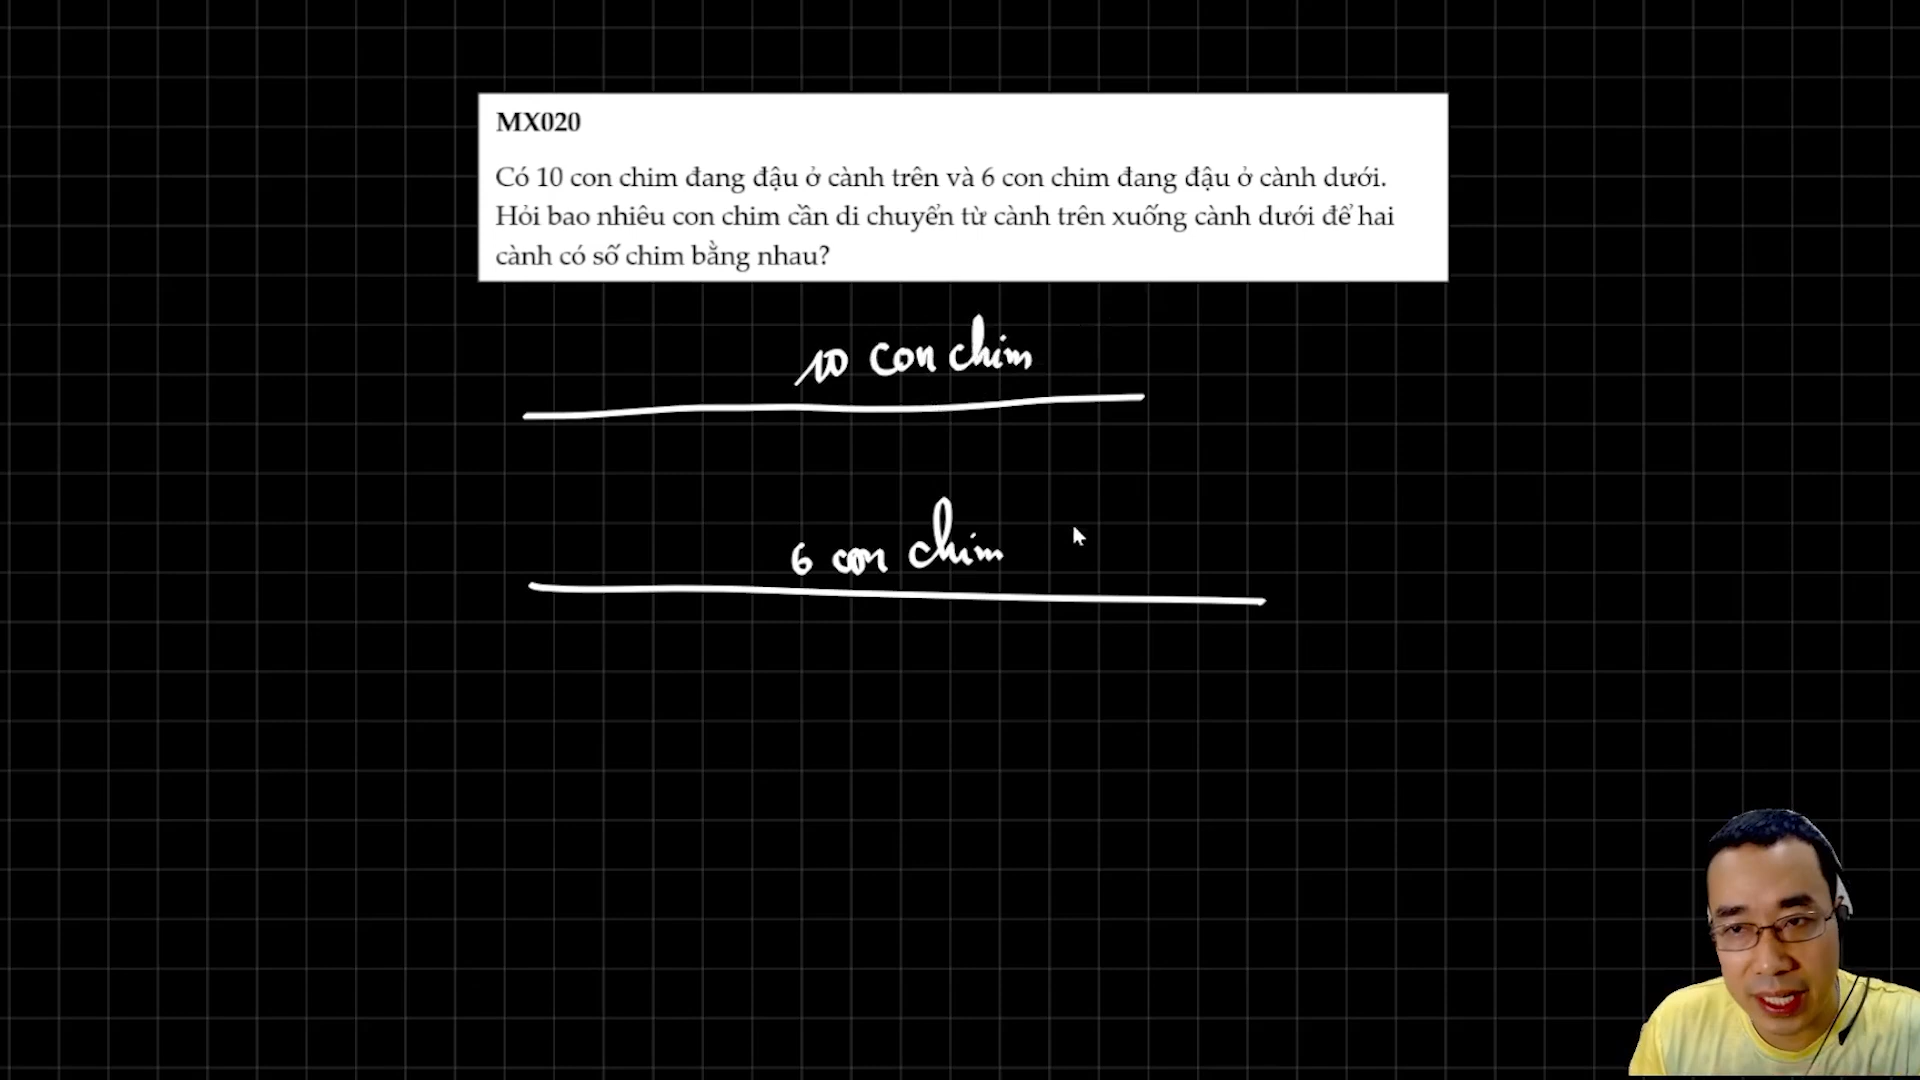 MX020
Có 10 con chim đang đậu ở cành trên và 6 con chim đang đậu ở cành dưới.
Hỏi bao nhiêu con chim cần di chuyển từ cành trên xuống cành dưới để hai
cành có số chim bằng nhau?
10 con chim
6 con chim